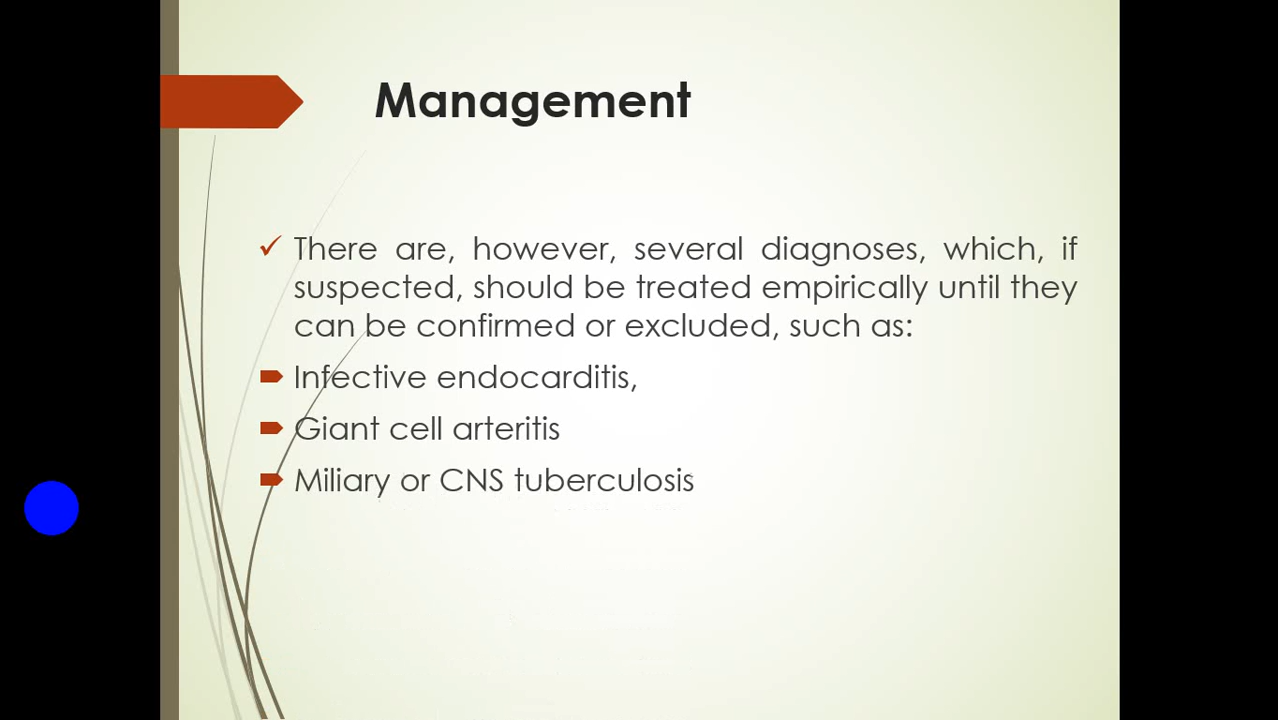 Management
There are, however, several diagnoses, which, if
suspected, should be treated empirically until they
can be confirmed or excluded, such as:
Infective endocarditis,
Giant cell arteritis
Miliary or CNS tuberculosis